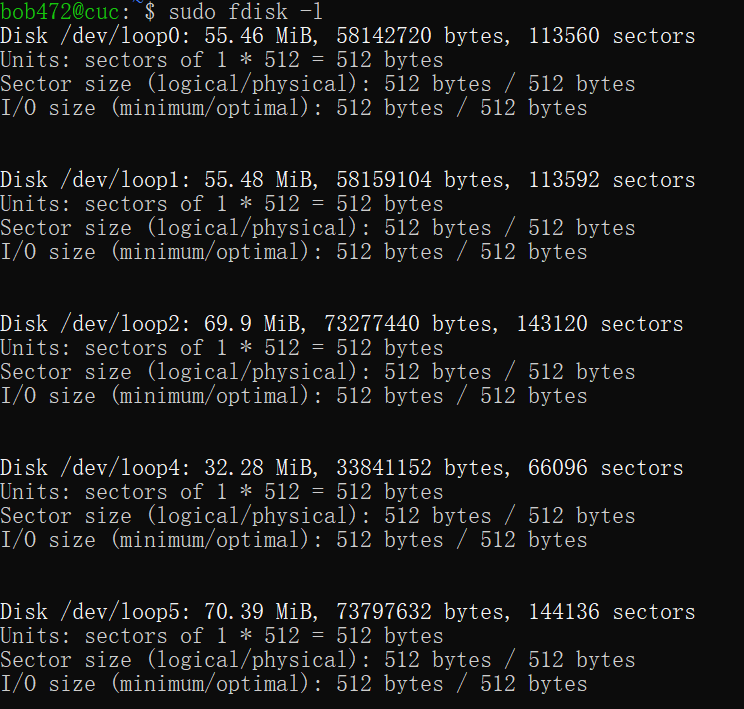 bob472@cuc:~$ sudo fdisk -l
Disk /dev/loop0: 55.46 MiB, 58142720 bytes, 113560 sectors
Units: sectors of 1 * 512 = 512 bytes
Sector size (logical/physical): 512 bytes / 512 bytes
I/O size (minimum/optimal): 512 bytes / 512 bytes
Disk /dev/loop1: 55.48 MiB, 58159104 bytes, 113592 sectors
Units: sectors of 1 * 512 = 512 bytes
Sector size (logical/physical): 512 bytes / 512 bytes
I/O size (minimum/optimal): 512 bytes / 512 bytes
Disk /dev/loop2: 69.9 MiB, 73277440 bytes, 143120 sectors
Units: sectors of 1 * 512 = 512 bytes
Sector size (logical/physical): 512 bytes / 512 bytes
I/O size (minimum/optimal): 512 bytes / 512 bytes
Disk /dev/loop4: 32.28 MiB, 33841152 bytes, 66096 sectors
Units: sectors of 1 * 512 = 512 bytes
Sector size (logical/physical): 512 bytes / 512 bytes
I/O size (minimum/optimal): 512 bytes / 512 bytes
Disk /dev/loop5: 70.39 MiB, 73797632 bytes, 144136 sectors
Units: sectors of 1 * 512 = 512 bytes
Sector size (logical/physical): 512 bytes / 512 bytes
I/O size (minimum/optimal): 512 bytes / 512 bytes